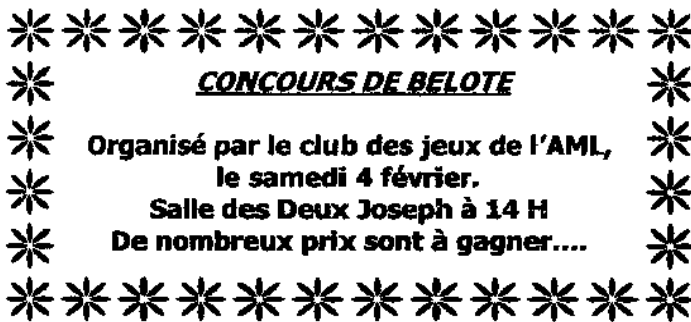 CONCOURS DE BELOTE
Organisé par le club des jeux de l'AML,
le samedi 4 février.
Salle des Deux Joseph à 14 H
De nombreux prix sont à gagner....